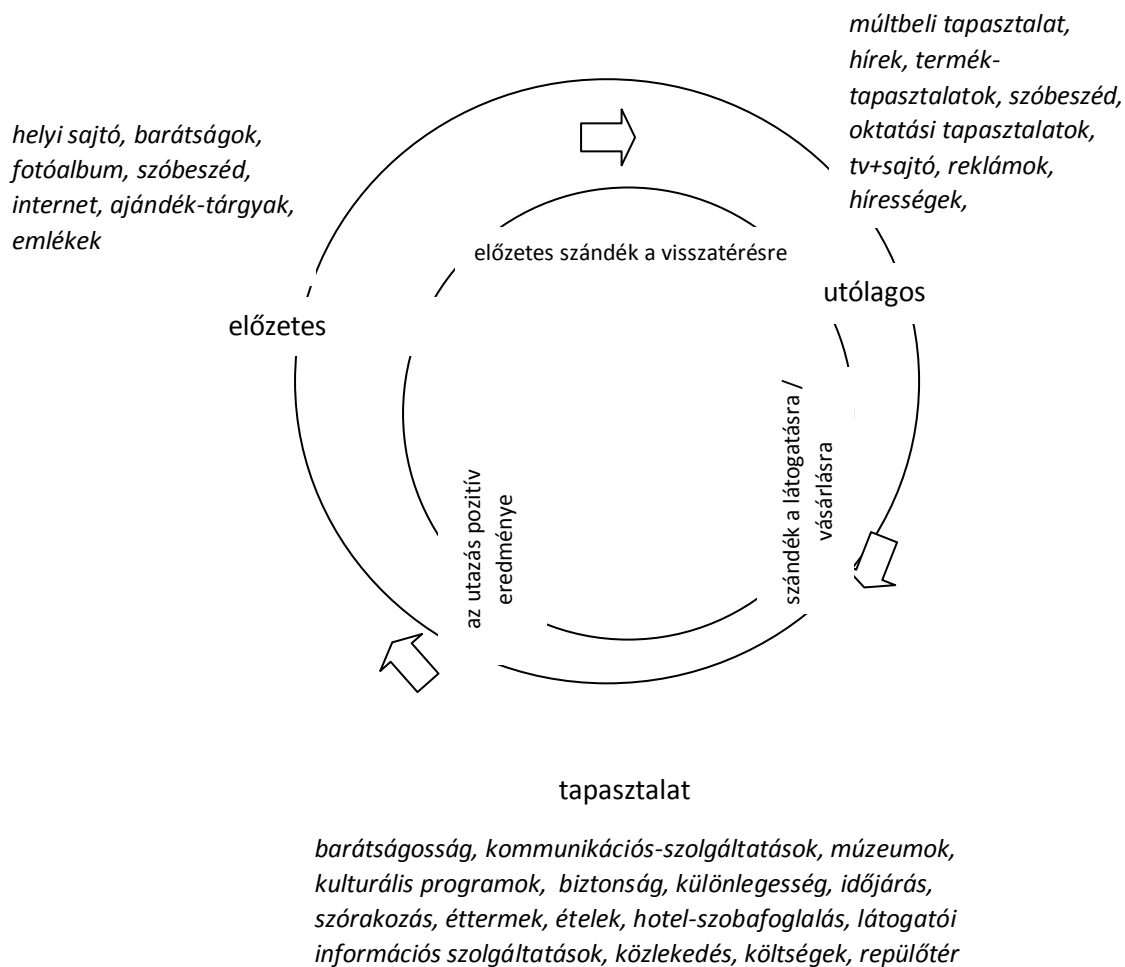 múltbeli tapasztalat,
hírek, termék-
tapasztalatok, szóbeszéd,
oktatási tapasztalatok,
tv+sajtó, reklámok,
hírességek,
helyi sajtó, barátságok,
fotóalbum, szóbeszéd,
internet, ajándék-tárgyak,
emlékek
előzetes szándék a visszatérésre
utólagos
előzetes
szándék a látogatásra /
vásárlásra
az utazás pozitív
eredménye
tapasztalat
barátságosság, kommunikációs-szolgáltatások, múzeumok,
kulturális programok,  biztonság, különlegesség, időjárás,
szórakozás, éttermek, ételek, hotel-szobafoglalás, látogatói
információs szolgáltatások, közlekedés, költségek, repülőtér